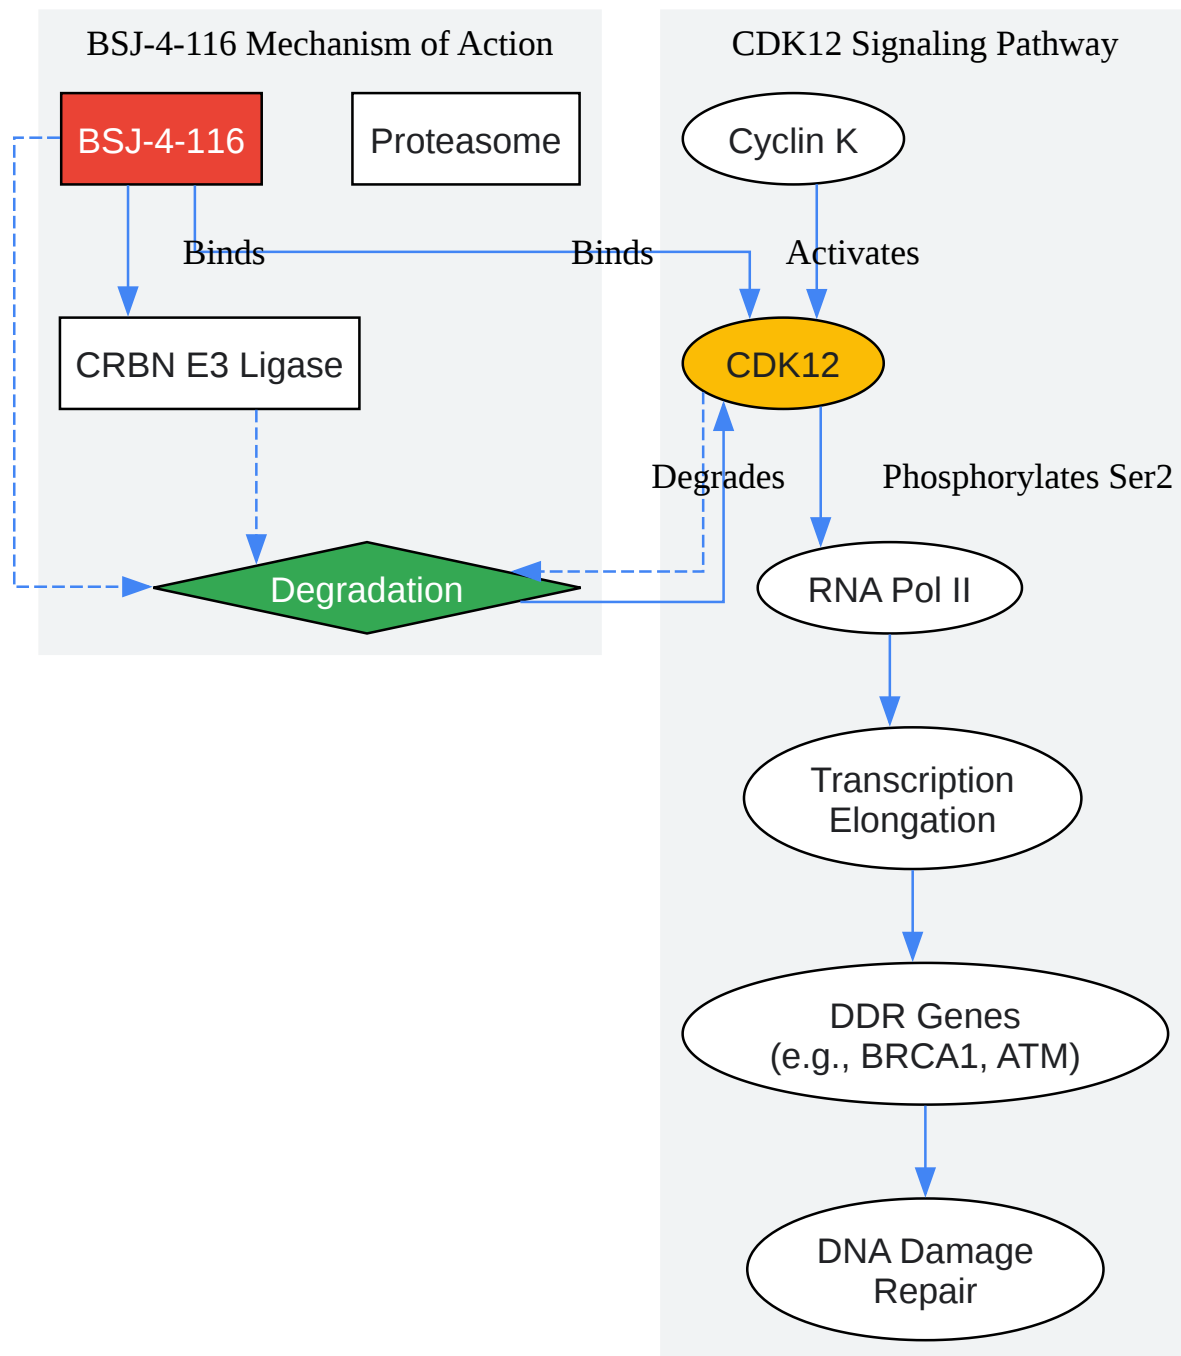 BSJ-4-116 Mechanism of Action
CDK12 Signaling Pathway
BSJ-4-116
Proteasome
Cyclin K
Binds
Binds
Activates
CRBN E3 Ligase
CDK12
Degrades
Phosphorylates Ser2
Degradation
RNA Pol II
Transcription
Elongation
DDR Genes
(e.g., BRCA1, ATM)
DNA Damage
Repair